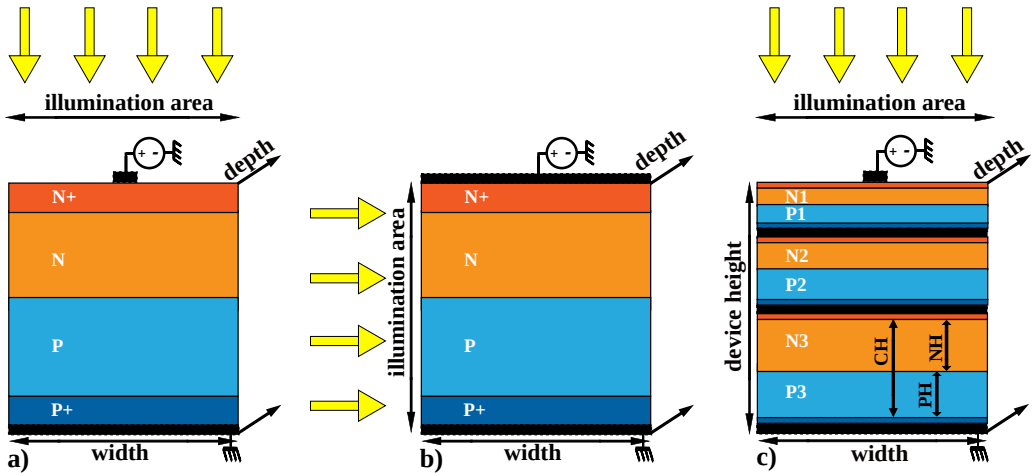 illumination area
+ -
depth
N+
N
P
P+
width
a)
+ -
depth
illumination area
N+
N
P
P+
width
b)
illumination area
+ -
depth
device height
N1
P1
N2
P2
N3
CH
NH
P3
PH
width
c)